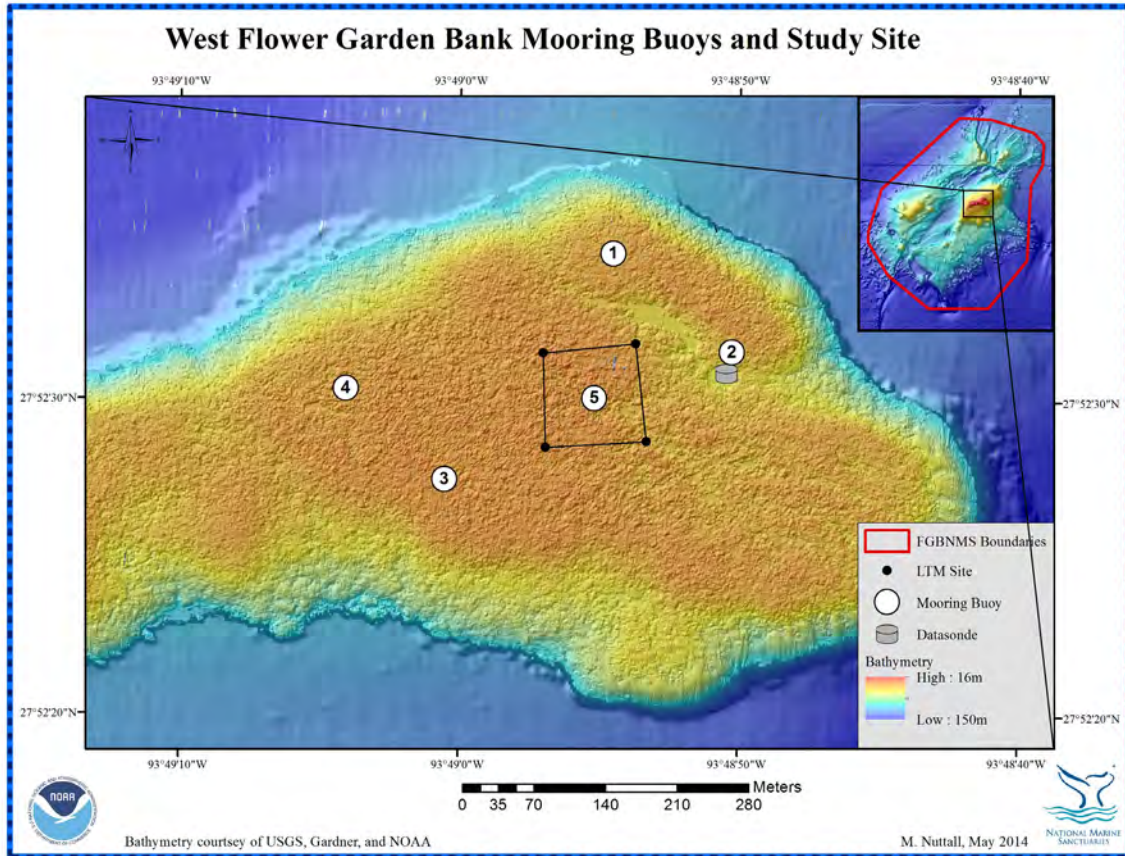 West Flower Garden Bank Mooring Buoys and Study Site
93°49'10"W 93°49'0"W 93°48'50"W 93°48'40"W
1
2
4
5
3
27°52'30"N 27°52'30"N
27°52'20"N 27°52'20"N
FGBNMS Boundaries
LTM Site
Mooring Buoy
Datasonde
Bathymetry
High : 16m
Low : 150m
93°49'10"W 93°49'0"W 93°48'50"W 93°48'40"W
Meters
0 35 70 140 210 280
NOAA
Bathymetry courtsey of USGS, Gardner, and NOAA
M. Nuttall, May 2014
NATIONAL MARINE
SANCTUARIES